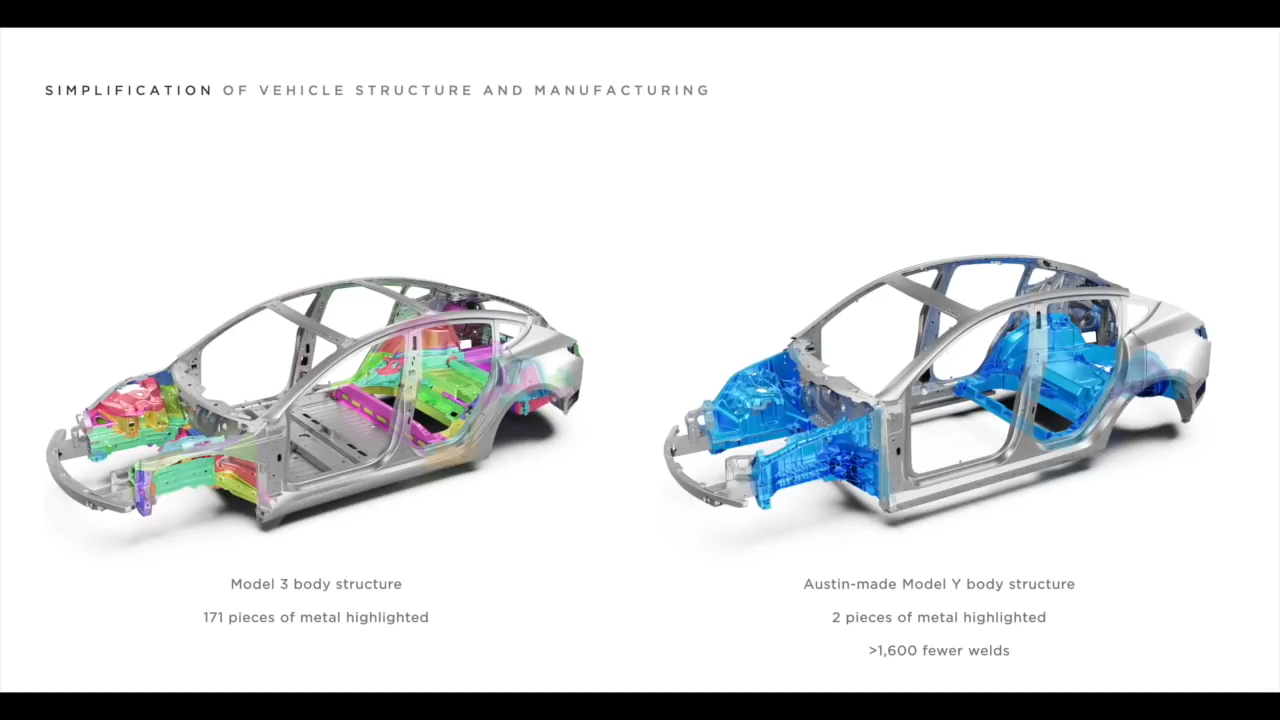 SIMPLIFICATION OF VEHICLE STRUCTURE AND MANUFACTURING
Model 3 body structure
171 pieces of metal highlighted
Austin-made Model Y body structure
2 pieces of metal highlighted
>1,600 fewer welds